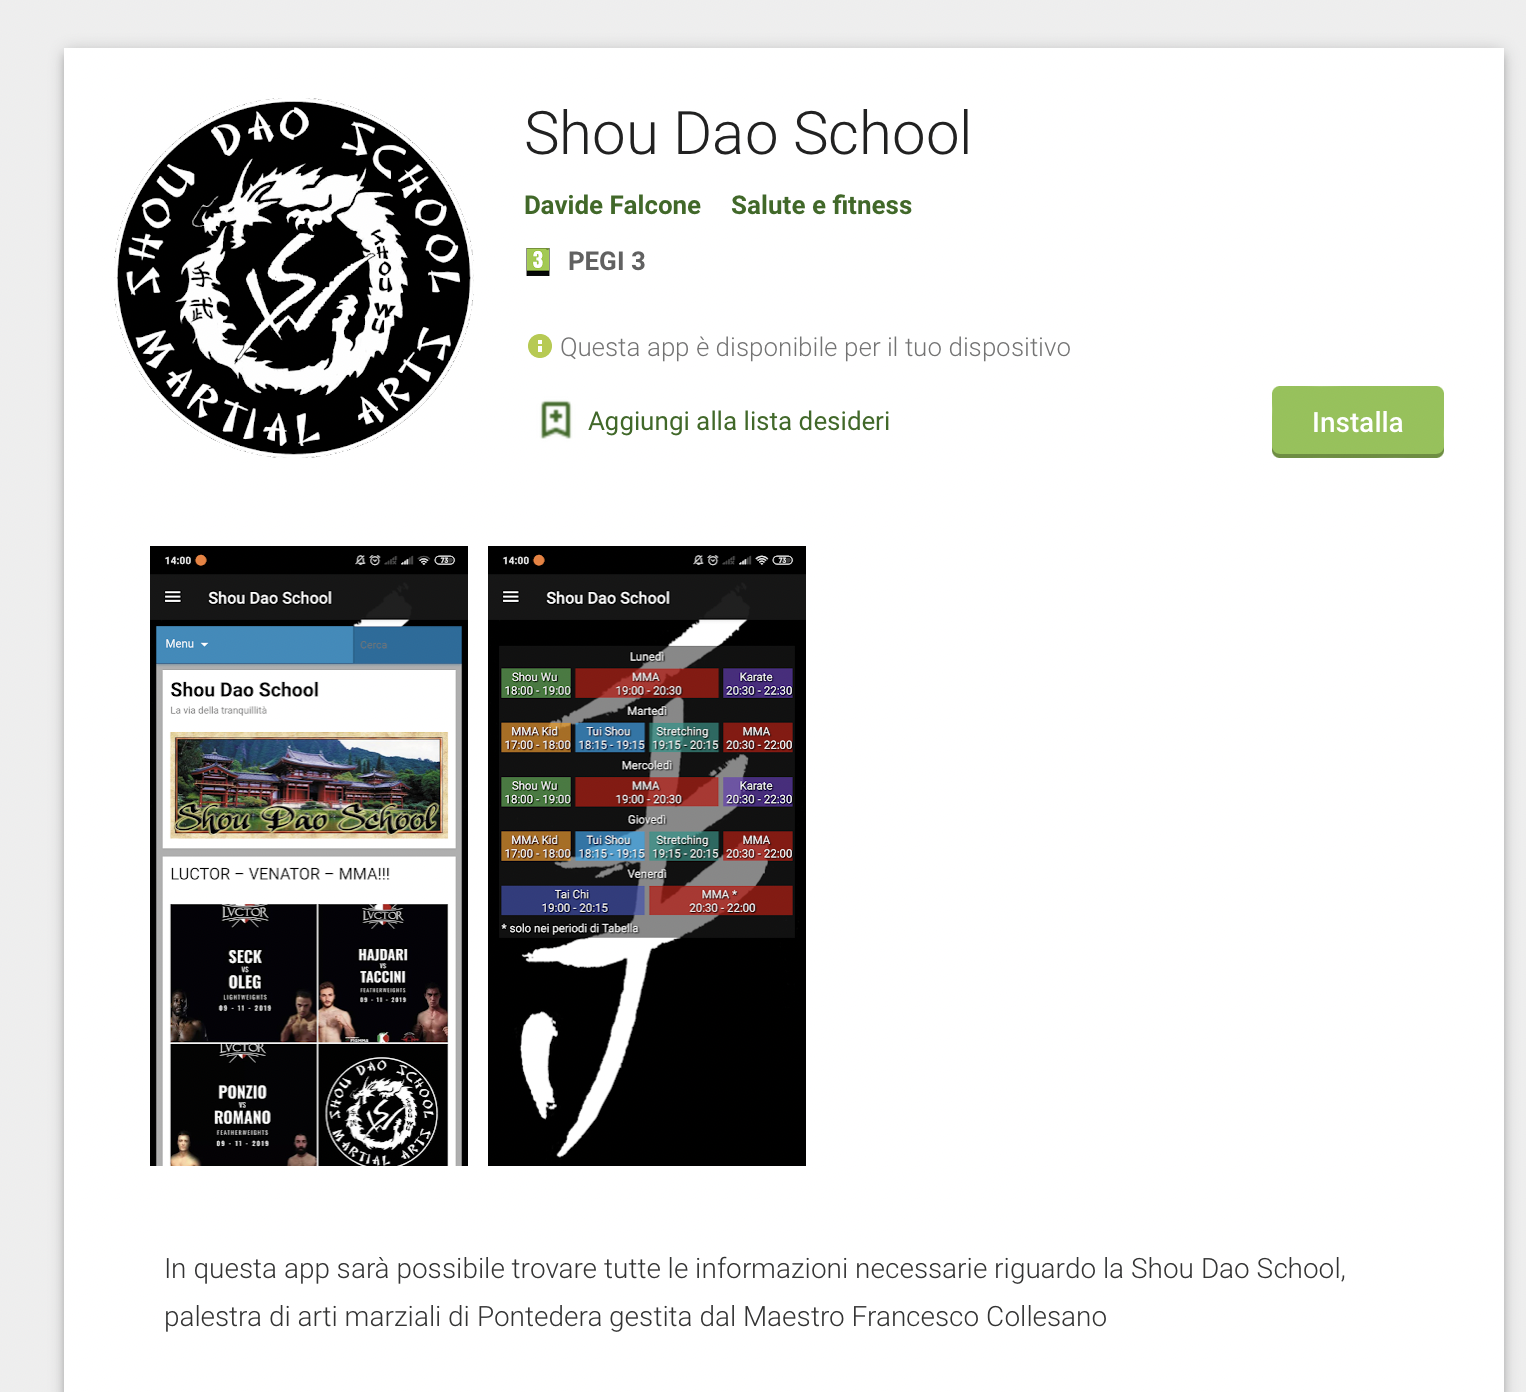 SHOU DAO SCHOOL
手武
SHOU WU
MARTIAL ARTS
Shou Dao School
Davide Falcone Salute e fitness
3 PEGI 3
Questa app è disponibile per il tuo dispositivo
Aggiungi alla lista desideri
Installa
14:00 73
Shou Dao School
Menu Cerca
Shou Dao School
La via della tranquillità
Shou Dao School
LUCTOR – VENATOR – MMA!!!
LVCTOR
SECK
VS
OLEG
LIGHTWEIGHTS
09 - 11 - 2019
LVCTOR
HAJDARI
VS
TACCINI
FEATHERWEIGHTS
09 - 11 - 2019
LVCTOR
PONZIO
VS
ROMANO
FEATHERWEIGHTS
09 - 11 - 2019
SHOU DAO SCHOOL
MARTIAL ARTS
14:00 73
Shou Dao School
Lunedì
Shou Wu MMA Karate
18:00 - 19:00 19:00 - 20:30 20:30 - 22:30
Martedì
MMA Kid Tui Shou Stretching MMA
17:00 - 18:00 18:15 - 19:15 19:15 - 20:15 20:30 - 22:00
Mercoledì
Shou Wu MMA Karate
18:00 - 19:00 19:00 - 20:30 20:30 - 22:30
Giovedì
MMA Kid Tui Shou Stretching MMA
17:00 - 18:00 18:15 - 19:15 19:15 - 20:15 20:30 - 22:00
Venerdì
Tai Chi MMA *
19:00 - 20:15 20:30 - 22:00
* solo nei periodi di Tabella
In questa app sarà possibile trovare tutte le informazioni necessarie riguardo la Shou Dao School,
palestra di arti marziali di Pontedera gestita dal Maestro Francesco Collesano